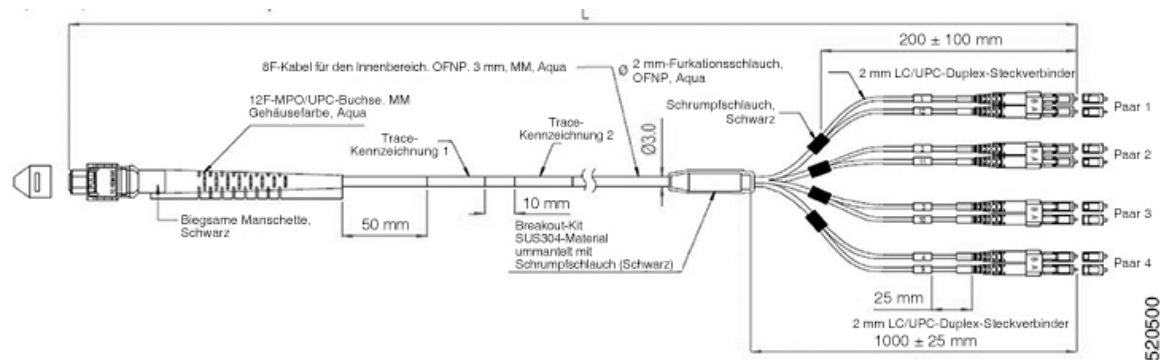 L
200 ± 100 mm
8F-Kabel für den Innenbereich. OFNP. 3 mm, MM, Aqua
Ø 2 mm-Furkationsschlauch,
OFNP, Aqua
2 mm LC/UPC-Duplex-Steckverbinder
12F-MPO/UPC-Buchse. MM
Gehäusefarbe, Aqua
Schrumpfschlauch,
Schwarz
Paar 1
Trace-
Kennzeichnung 1
Trace-
Kennzeichnung 2
Ø3.0
Paar 2
Biegsame Manschette,
Schwarz
50 mm
10 mm
Breakout-Kit
SUS304-Material
ummantelt mit
Schrumpfschlauch (Schwarz)
Paar 3
Paar 4
25 mm
2 mm LC/UPC-Duplex-Steckverbinder
1000 ± 25 mm
520500